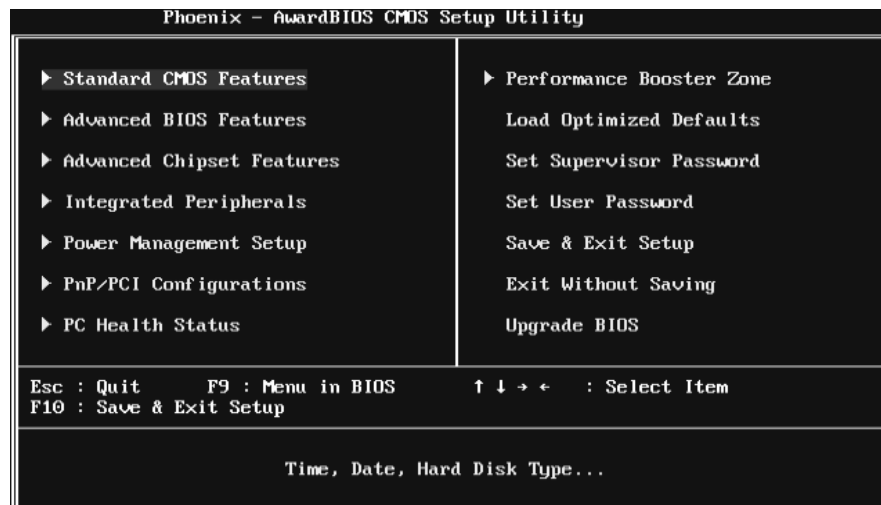 Phoenix - AwardBIOS CMOS Setup Utility
▶ Standard CMOS Features
▶ Advanced BIOS Features
▶ Advanced Chipset Features
▶ Integrated Peripherals
▶ Power Management Setup
▶ PnP/PCI Configurations
▶ PC Health Status
▶ Performance Booster Zone
Load Optimized Defaults
Set Supervisor Password
Set User Password
Save & Exit Setup
Exit Without Saving
Upgrade BIOS
Esc : Quit F9 : Menu in BIOS ↑ ↓ → ← : Select Item
F10 : Save & Exit Setup
Time, Date, Hard Disk Type...